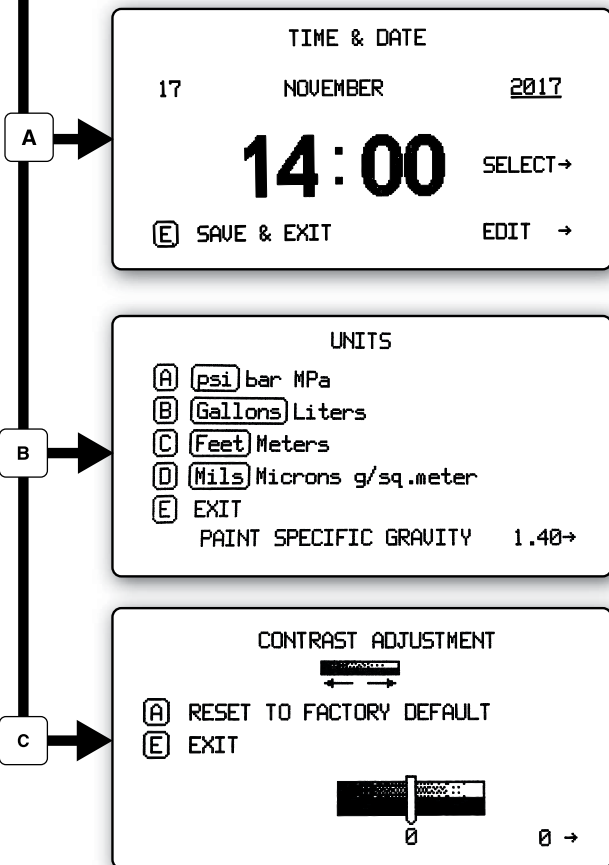 TIME & DATE
17 NOVEMBER 2017
A
14:00 SELECT→
E SAVE & EXIT EDIT →
UNITS
A psi bar MPa
B Gallons Liters
C Feet Meters
B
D Mils Microns g/sq.meter
E EXIT
PAINT SPECIFIC GRAVITY 1.40→
CONTRAST ADJUSTMENT
A RESET TO FACTORY DEFAULT
C
E EXIT
0 0 →